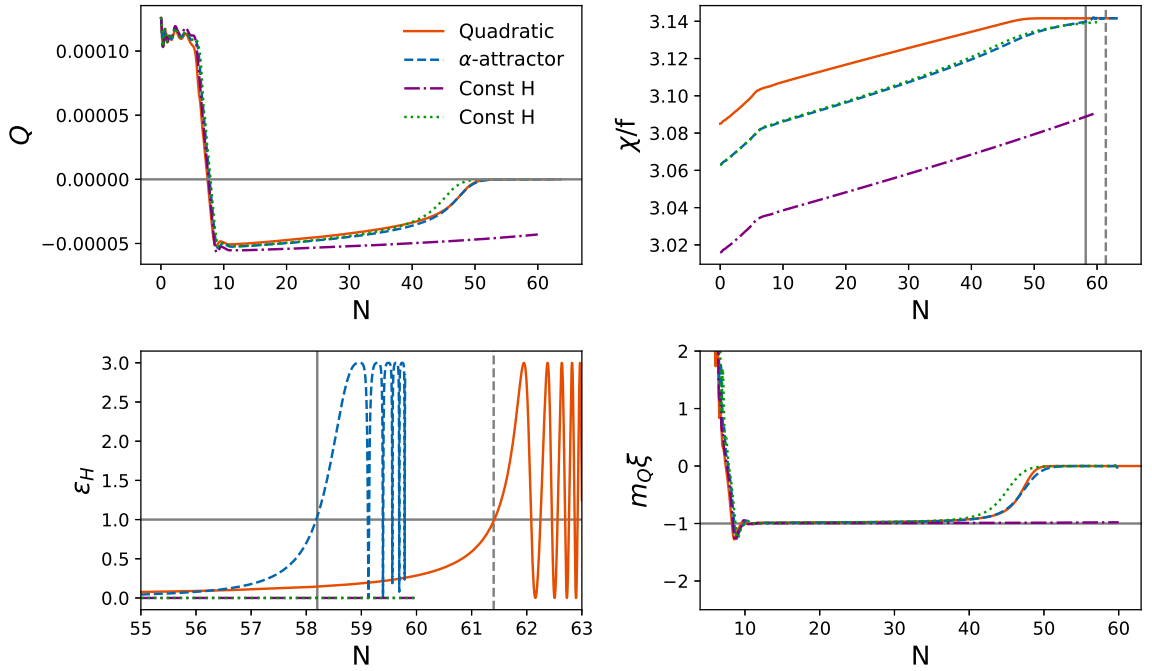 0.00010
0.00005
0.00000
−0.00005
Q
0 10 20 30 40 50 60
N
Quadratic
α-attractor
Const H
Const H
3.14
3.12
3.10
3.08
3.06
3.04
3.02
χ/f
0 10 20 30 40 50 60
N
3.0
2.5
2.0
1.5
1.0
0.5
0.0
ε_H
55 56 57 58 59 60 61 62 63
N
2
1
0
−1
−2
m_Qξ
10 20 30 40 50 60
N